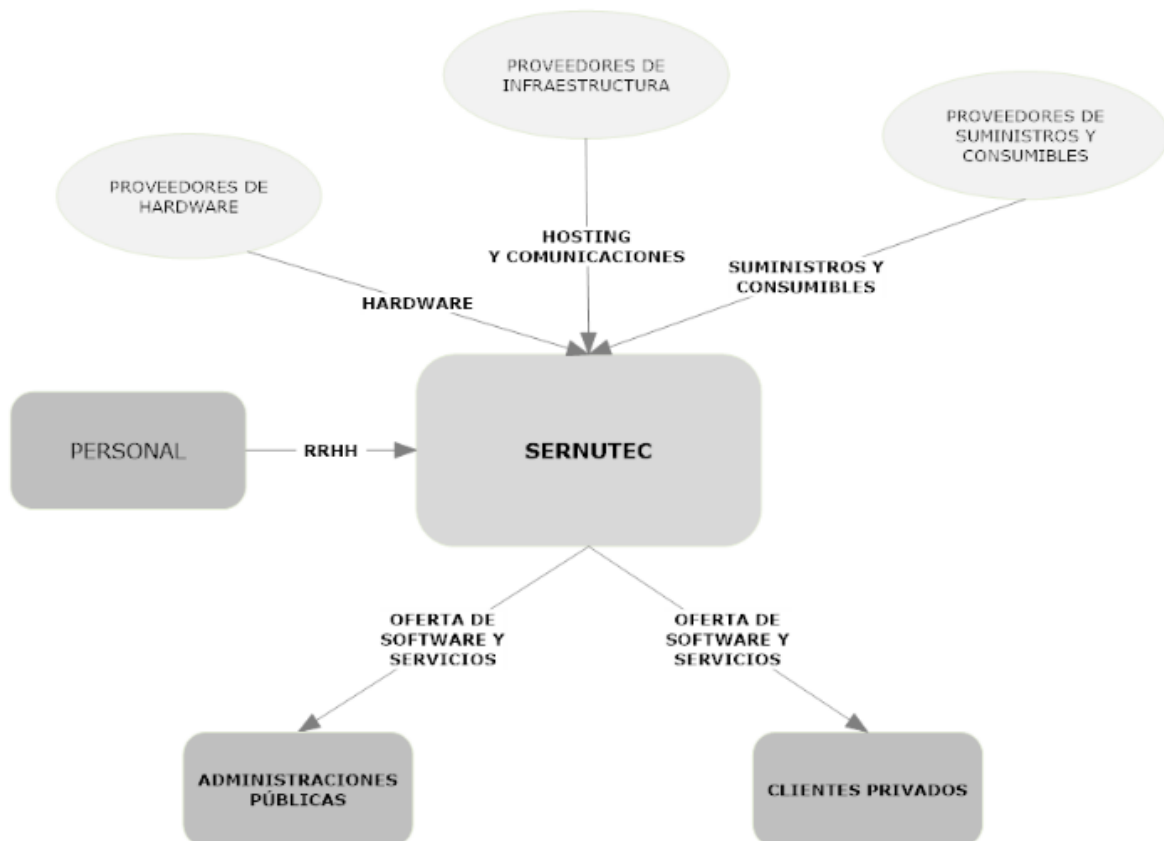 PROVEEDORES DE
INFRAESTRUCTURA
PROVEEDORES DE
SUMINISTROS Y
CONSUMIBLES
PROVEEDORES DE
HARDWARE
HOSTING
Y COMUNICACIONES
SUMINISTROS Y
CONSUMIBLES
HARDWARE
PERSONAL
RRHH
SERNUTEC
OFERTA DE
SOFTWARE Y
SERVICIOS
OFERTA DE
SOFTWARE Y
SERVICIOS
ADMINISTRACIONES
PÚBLICAS
CLIENTES PRIVADOS